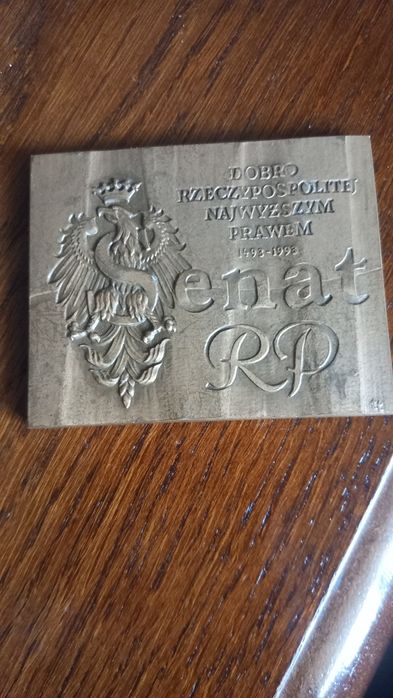 DOBRO
RZECZYPOSPOLITEJ
NAJWYŻSZYM
PRAWEM
1493-1993
Senat
RP